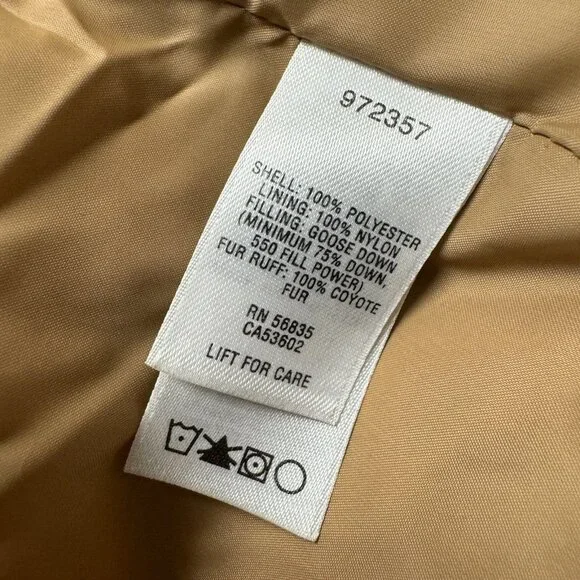 972357
SHELL: 100% POLYESTER
LINING: 100% NYLON
FILLING: GOOSE DOWN
(MINIMUM 75% DOWN,
550 FILL POWER)
FUR RUFF: 100% COYOTE
FUR
RN 56835
CA53602
LIFT FOR CARE